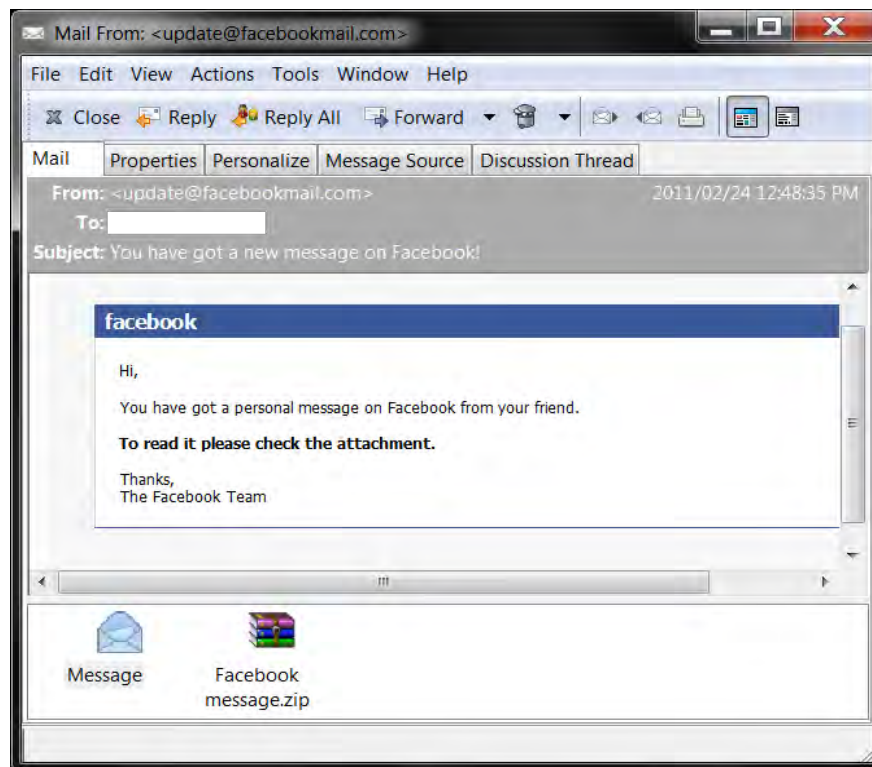 Mail From: <update@facebookmail.com>
File Edit View Actions Tools Window Help
Close Reply Reply All Forward
Mail Properties Personalize Message Source Discussion Thread
From: <update@facebookmail.com> 2011/02/24 12:48:35 PM
To:
Subject: You have got a new message on Facebook!
facebook
Hi,
You have got a personal message on Facebook from your friend.
To read it please check the attachment.
Thanks,
The Facebook Team
Message Facebook
message.zip